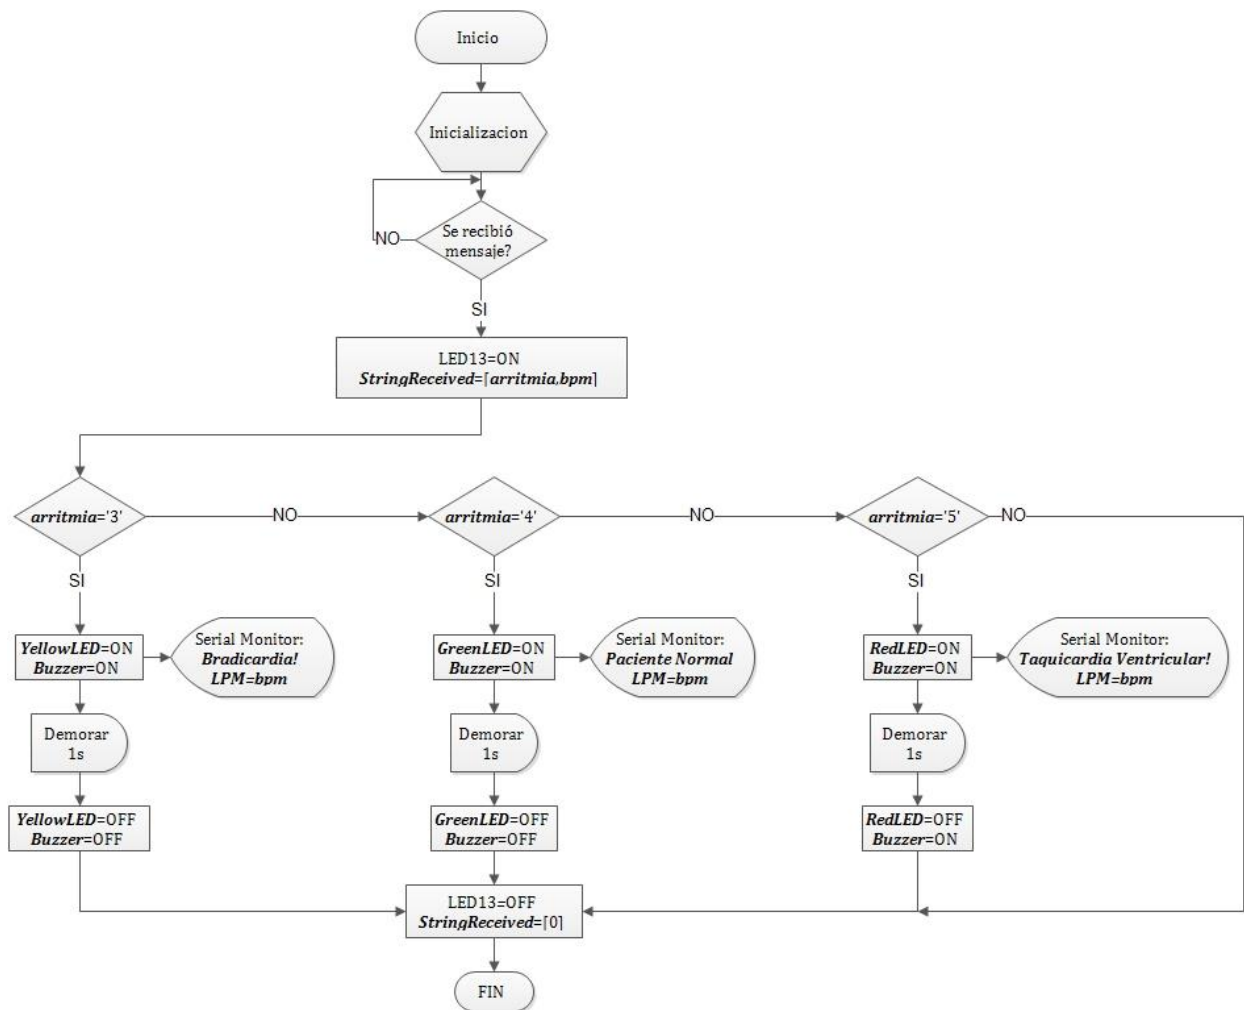 Inicio
Inicializacion
Se recibió
mensaje?
NO
SI
LED13=ON
StringReceived=[arritmia,bpm]
arritmia='3'
NO
arritmia='4'
NO
arritmia='5'
NO
SI
SI
SI
YellowLED=ON
Buzzer=ON
Serial Monitor:
Bradicardia!
LPM=bpm
GreenLED=ON
Buzzer=ON
Serial Monitor:
Paciente Normal
LPM=bpm
RedLED=ON
Buzzer=ON
Serial Monitor:
Taquicardia Ventricular!
LPM=bpm
Demorar
1s
Demorar
1s
Demorar
1s
YellowLED=OFF
Buzzer=OFF
GreenLED=OFF
Buzzer=OFF
RedLED=OFF
Buzzer=ON
LED13=OFF
StringReceived=[0]
FIN